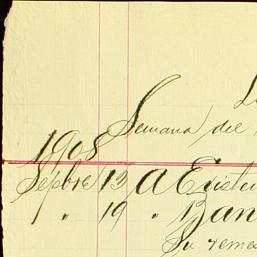 Semana del
1908
Sepbre 13 A Existen
" " 19 " Ban
Su rema